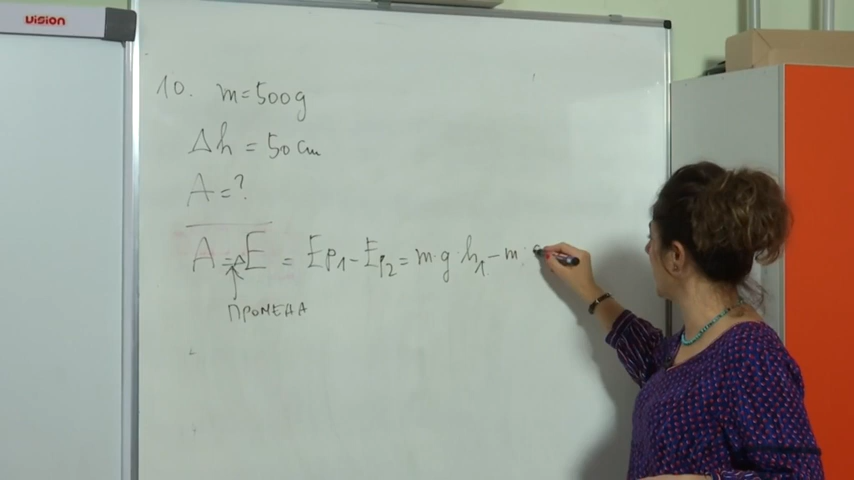 vision
10. m=500g
Δh = 50 cm
A = ?
A = ΔE = Ep1 - Ep2 = m·g·h1 - m·
ПРОМЕНА